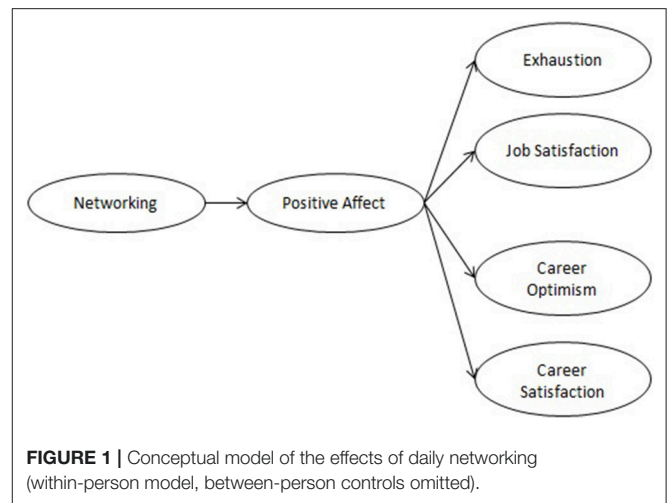 Exhaustion
Job Satisfaction
Networking
Positive Affect
Career
Optimism
Career
Satisfaction
FIGURE 1 | Conceptual model of the effects of daily networking
(within-person model, between-person controls omitted).